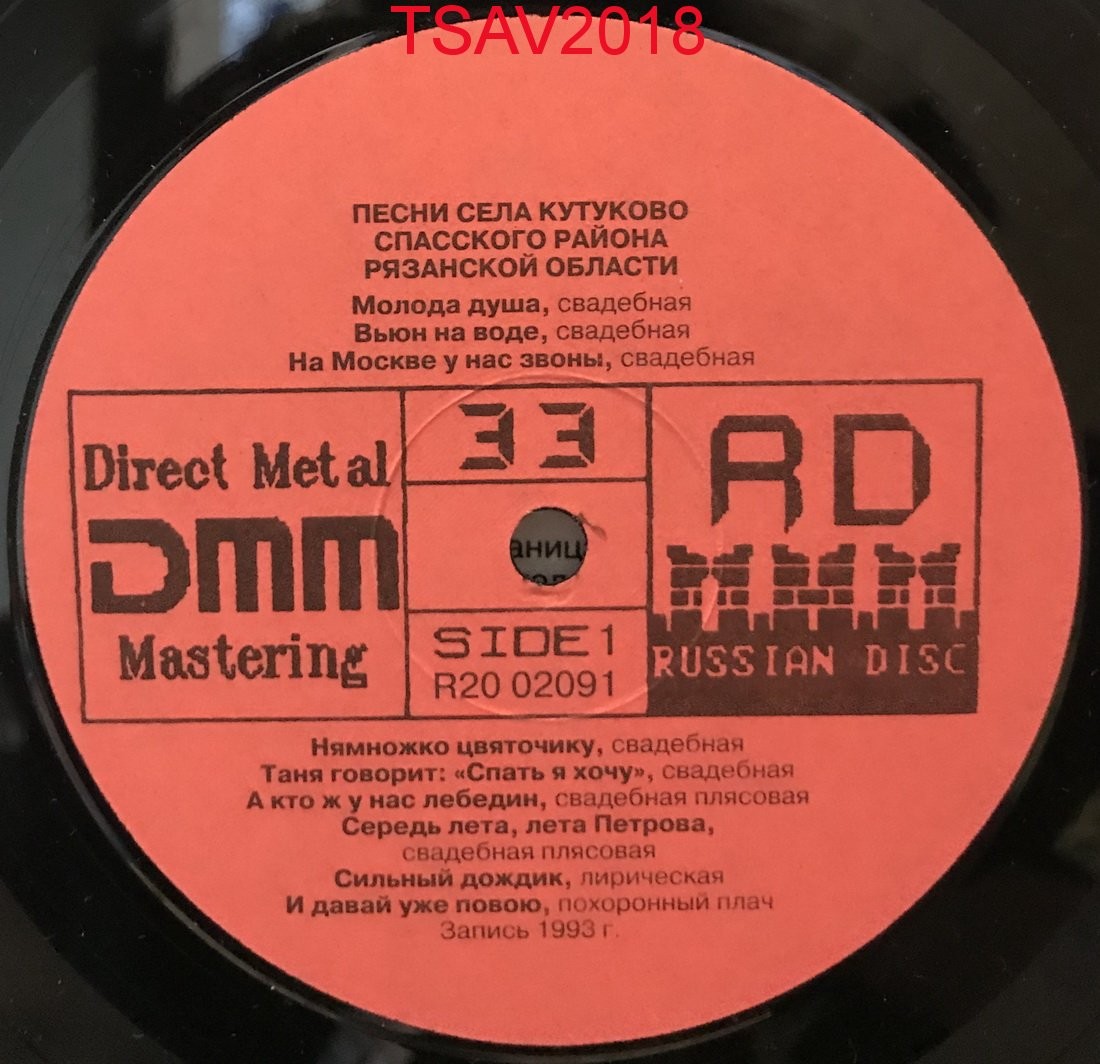 TSAV2018
ПЕСНИ СЕЛА КУТУКОВО
СПАССКОГО РАЙОНА
РЯЗАНСКОЙ ОБЛАСТИ
Молода душа, свадебная
Вьюн на воде, свадебная
На Москве у нас звоны, свадебная
Direct Metal
DMM
Mastering
33
аниц
SIDE 1
R20 02091
RD
RUSSIAN DISC
Нямножко цвяточику, свадебная
Таня говорит: «Спать я хочу», свадебная
А кто ж у нас лебедин, свадебная плясовая
Середь лета, лета Петрова,
свадебная плясовая
Сильный дождик, лирическая
И давай уже повою, похоронный плач
Запись 1993 г.